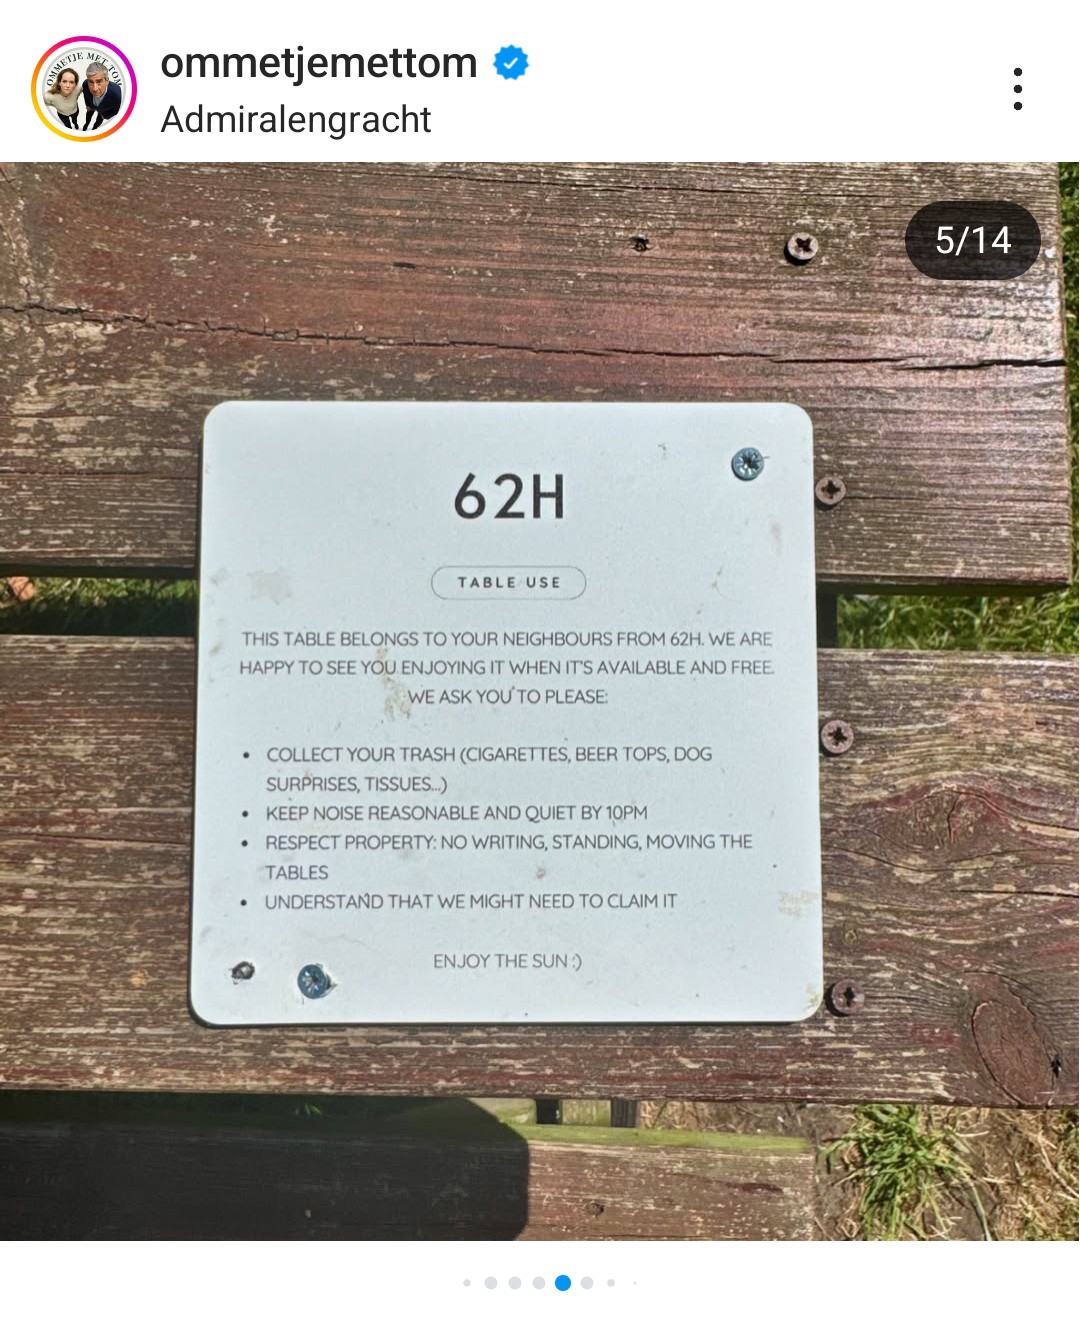 OMMETJE MET TOM
ommetjemettom
Admiralengracht
5/14
62H
TABLE USE
THIS TABLE BELONGS TO YOUR NEIGHBOURS FROM 62H. WE ARE
HAPPY TO SEE YOU ENJOYING IT WHEN IT'S AVAILABLE AND FREE.
WE ASK YOU TO PLEASE:
• COLLECT YOUR TRASH (CIGARETTES, BEER TOPS, DOG
SURPRISES, TISSUES...)
• KEEP NOISE REASONABLE AND QUIET BY 10PM
• RESPECT PROPERTY: NO WRITING, STANDING, MOVING THE
TABLES
• UNDERSTAND THAT WE MIGHT NEED TO CLAIM IT
ENJOY THE SUN :)